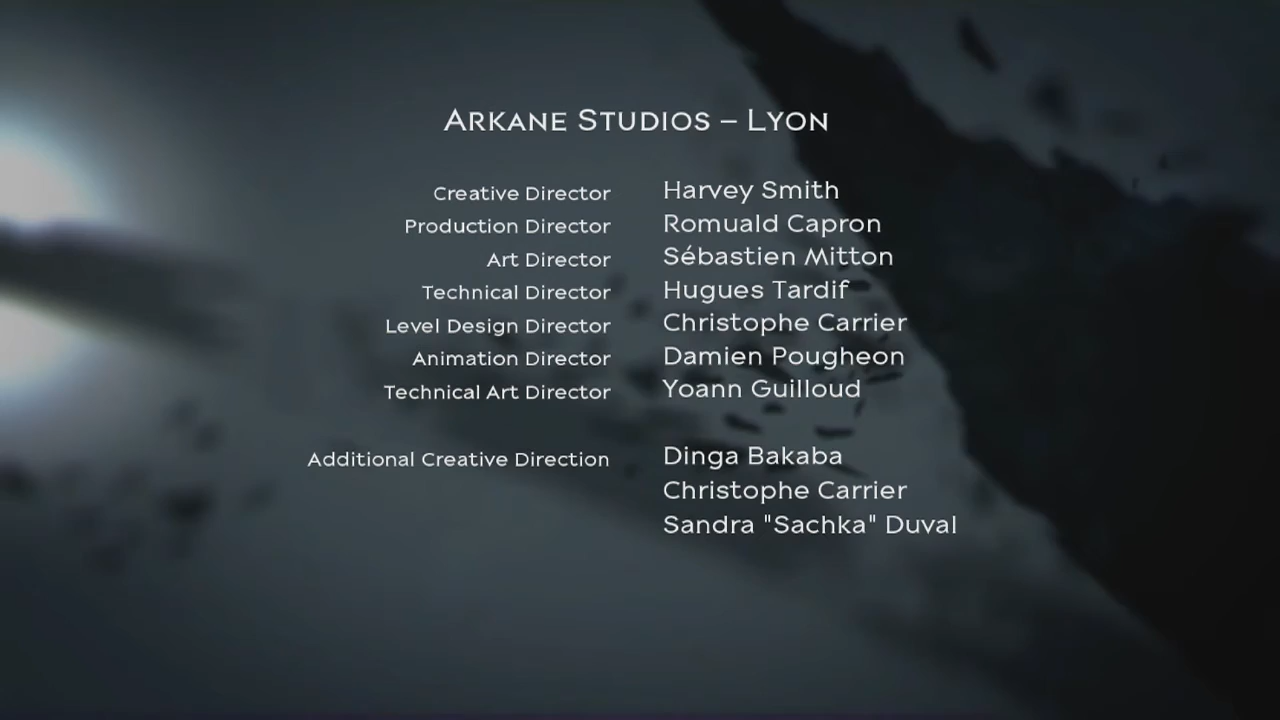 Arkane Studios – Lyon
Creative Director Harvey Smith
Production Director Romuald Capron
Art Director Sébastien Mitton
Technical Director Hugues Tardif
Level Design Director Christophe Carrier
Animation Director Damien Pougheon
Technical Art Director Yoann Guilloud
Additional Creative Direction Dinga Bakaba
Christophe Carrier
Sandra "Sachka" Duval